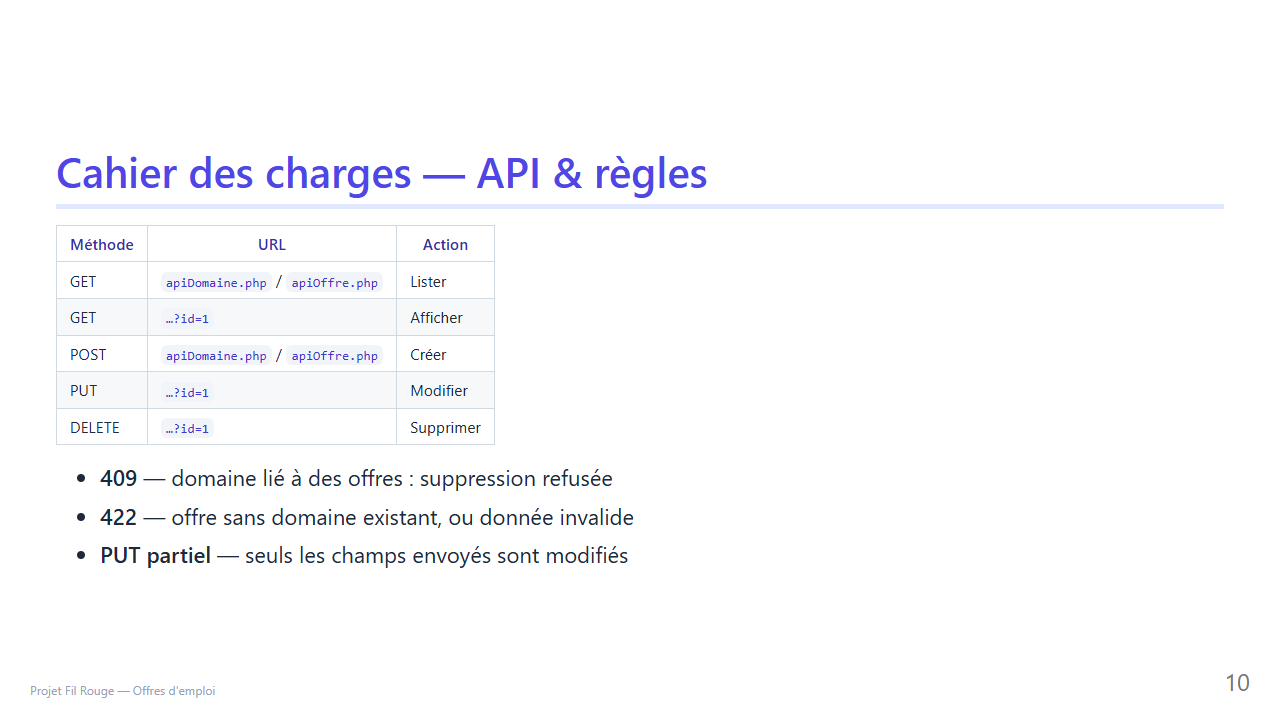 Cahier des charges — API & règles
Méthode URL Action
GET apiDomaine.php / apiOffre.php Lister
GET …?id=1 Afficher
POST apiDomaine.php / apiOffre.php Créer
PUT …?id=1 Modifier
DELETE …?id=1 Supprimer
• 409 — domaine lié à des offres : suppression refusée
• 422 — offre sans domaine existant, ou donnée invalide
• PUT partiel — seuls les champs envoyés sont modifiés
Projet Fil Rouge — Offres d'emploi
10